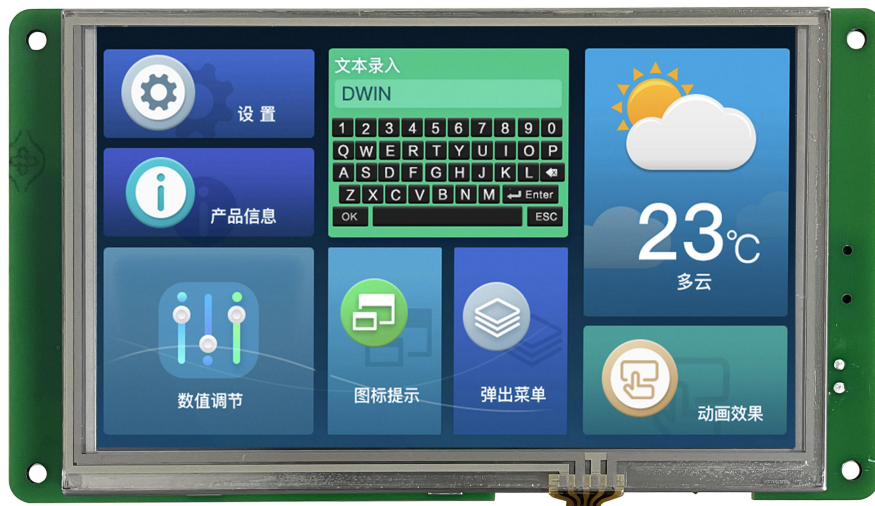 设置
产品信息
数值调节
文本录入
DWIN
1 2 3 4 5 6 7 8 9 0
Q W E R T Y U I O P
A S D F G H J K L
Z X C V B N M Enter
OK ESC
图标提示
弹出菜单
23℃
多云
动画效果